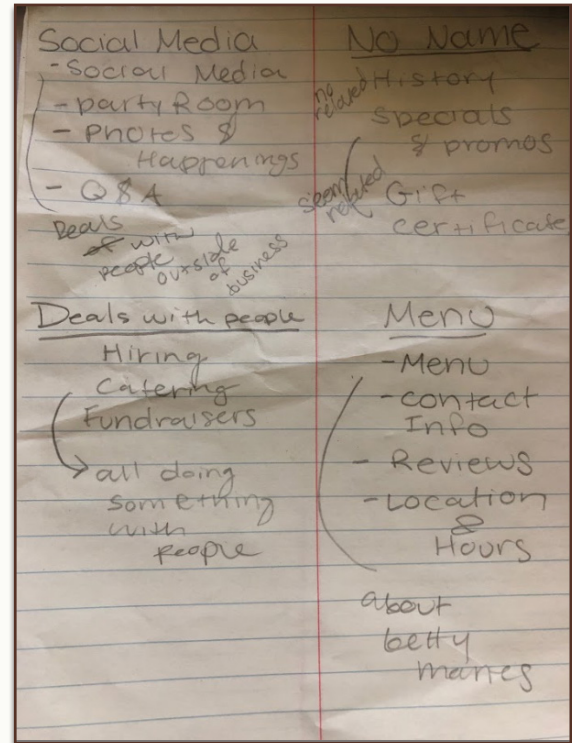 Social Media
- Social Media
- party Room
- Photos &
Happenings
- Q & A
Deals
of with
people
outside
of
business
No Name
no
related
History
Specials
& promos
seem
related
Gift
certificate
Deals with people
Hiring
Catering
Fundraisers
all doing
something
with
people
Menu
- Menu
- contact
Info
- Reviews
- Location
&
Hours
about
betty
maries